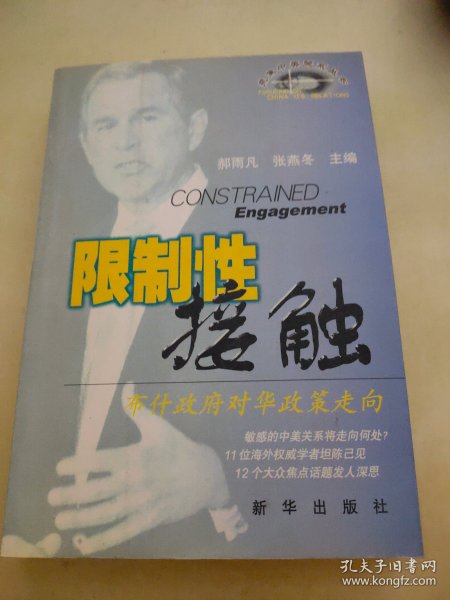 CHINA U.S. RELATIONS
郝雨凡 张燕冬 主编
CONSTRAINED
Engagement
限制性
接触
布什政府对华政策走向
敏感的中美关系将走向何处?
11位海外权威学者坦陈己见
12个大众焦点话题发人深思
新华出版社
孔夫子旧书网
www.kongfz.com